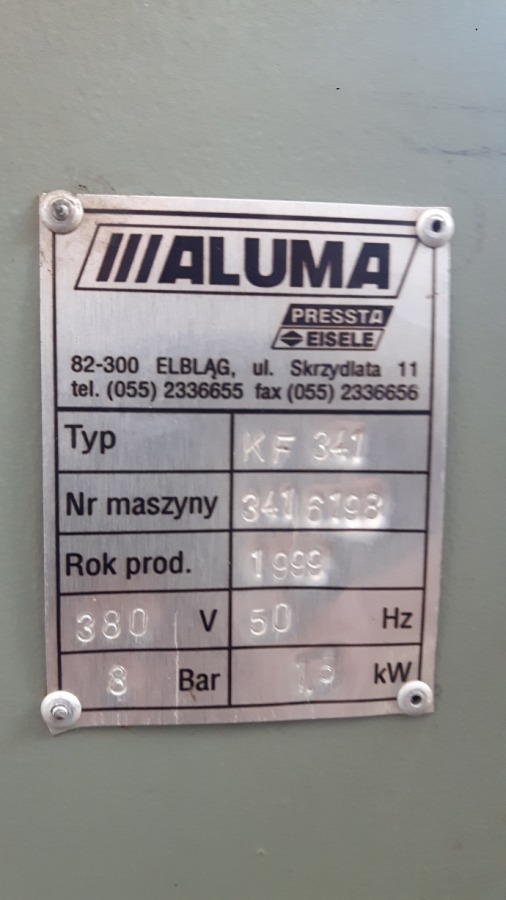 ALUMA
PRESSTA
EISELE
82-300 ELBLĄG, ul. Skrzydlata 11
tel. (055) 2336655 fax (055) 2336656
Typ KF 341
Nr maszyny 3416198
Rok prod. 1999
380 V 50 Hz
8 Bar kW